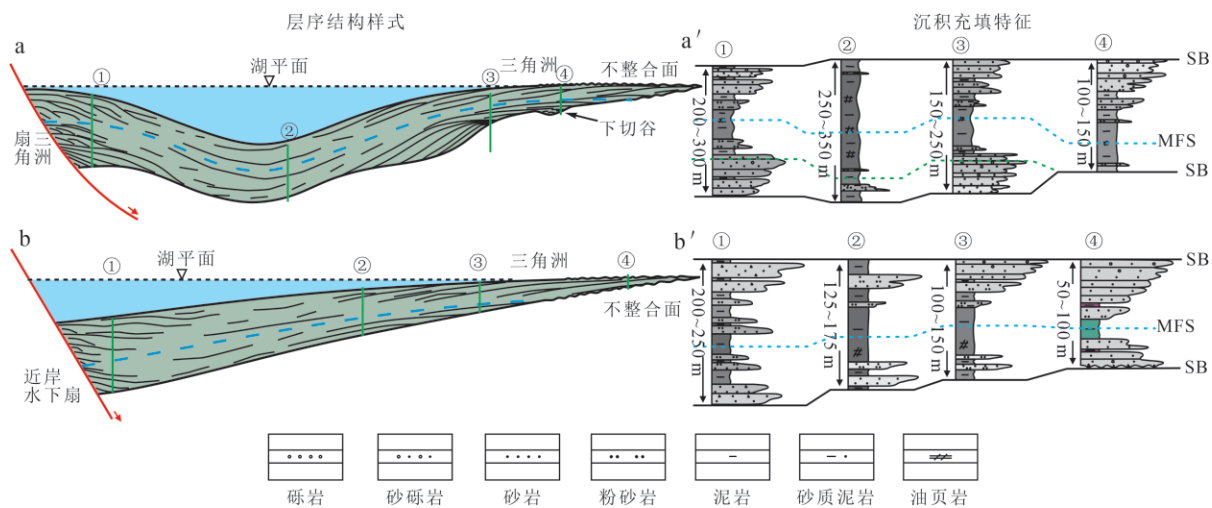 层序结构样式
沉积充填特征
a
①
湖平面
②
③
三角洲
④
不整合面
下切谷
扇三角洲
a′
①
②
③
④
SB
MFS
SB
200~300 m
250~350 m
150~250 m
100~150 m
b
①
湖平面
②
③
三角洲
④
不整合面
近岸
水下扇
b′
①
②
③
④
SB
MFS
SB
200~250 m
125~175 m
100~150 m
50~100 m
砾岩
砂砾岩
砂岩
粉砂岩
泥岩
砂质泥岩
油页岩